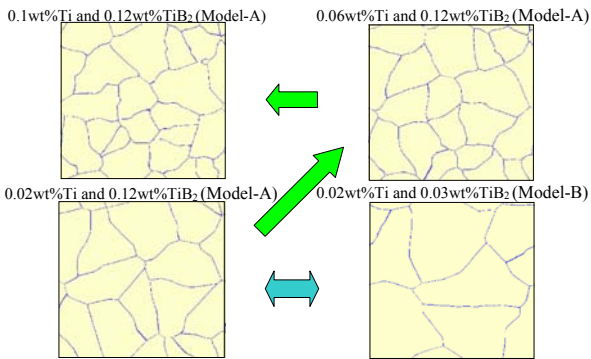 0.1wt%Ti and 0.12wt%TiB₂ (Model-A)
0.06wt%Ti and 0.12wt%TiB₂ (Model-A)
0.02wt%Ti and 0.12wt%TiB₂ (Model-A)
0.02wt%Ti and 0.03wt%TiB₂ (Model-B)